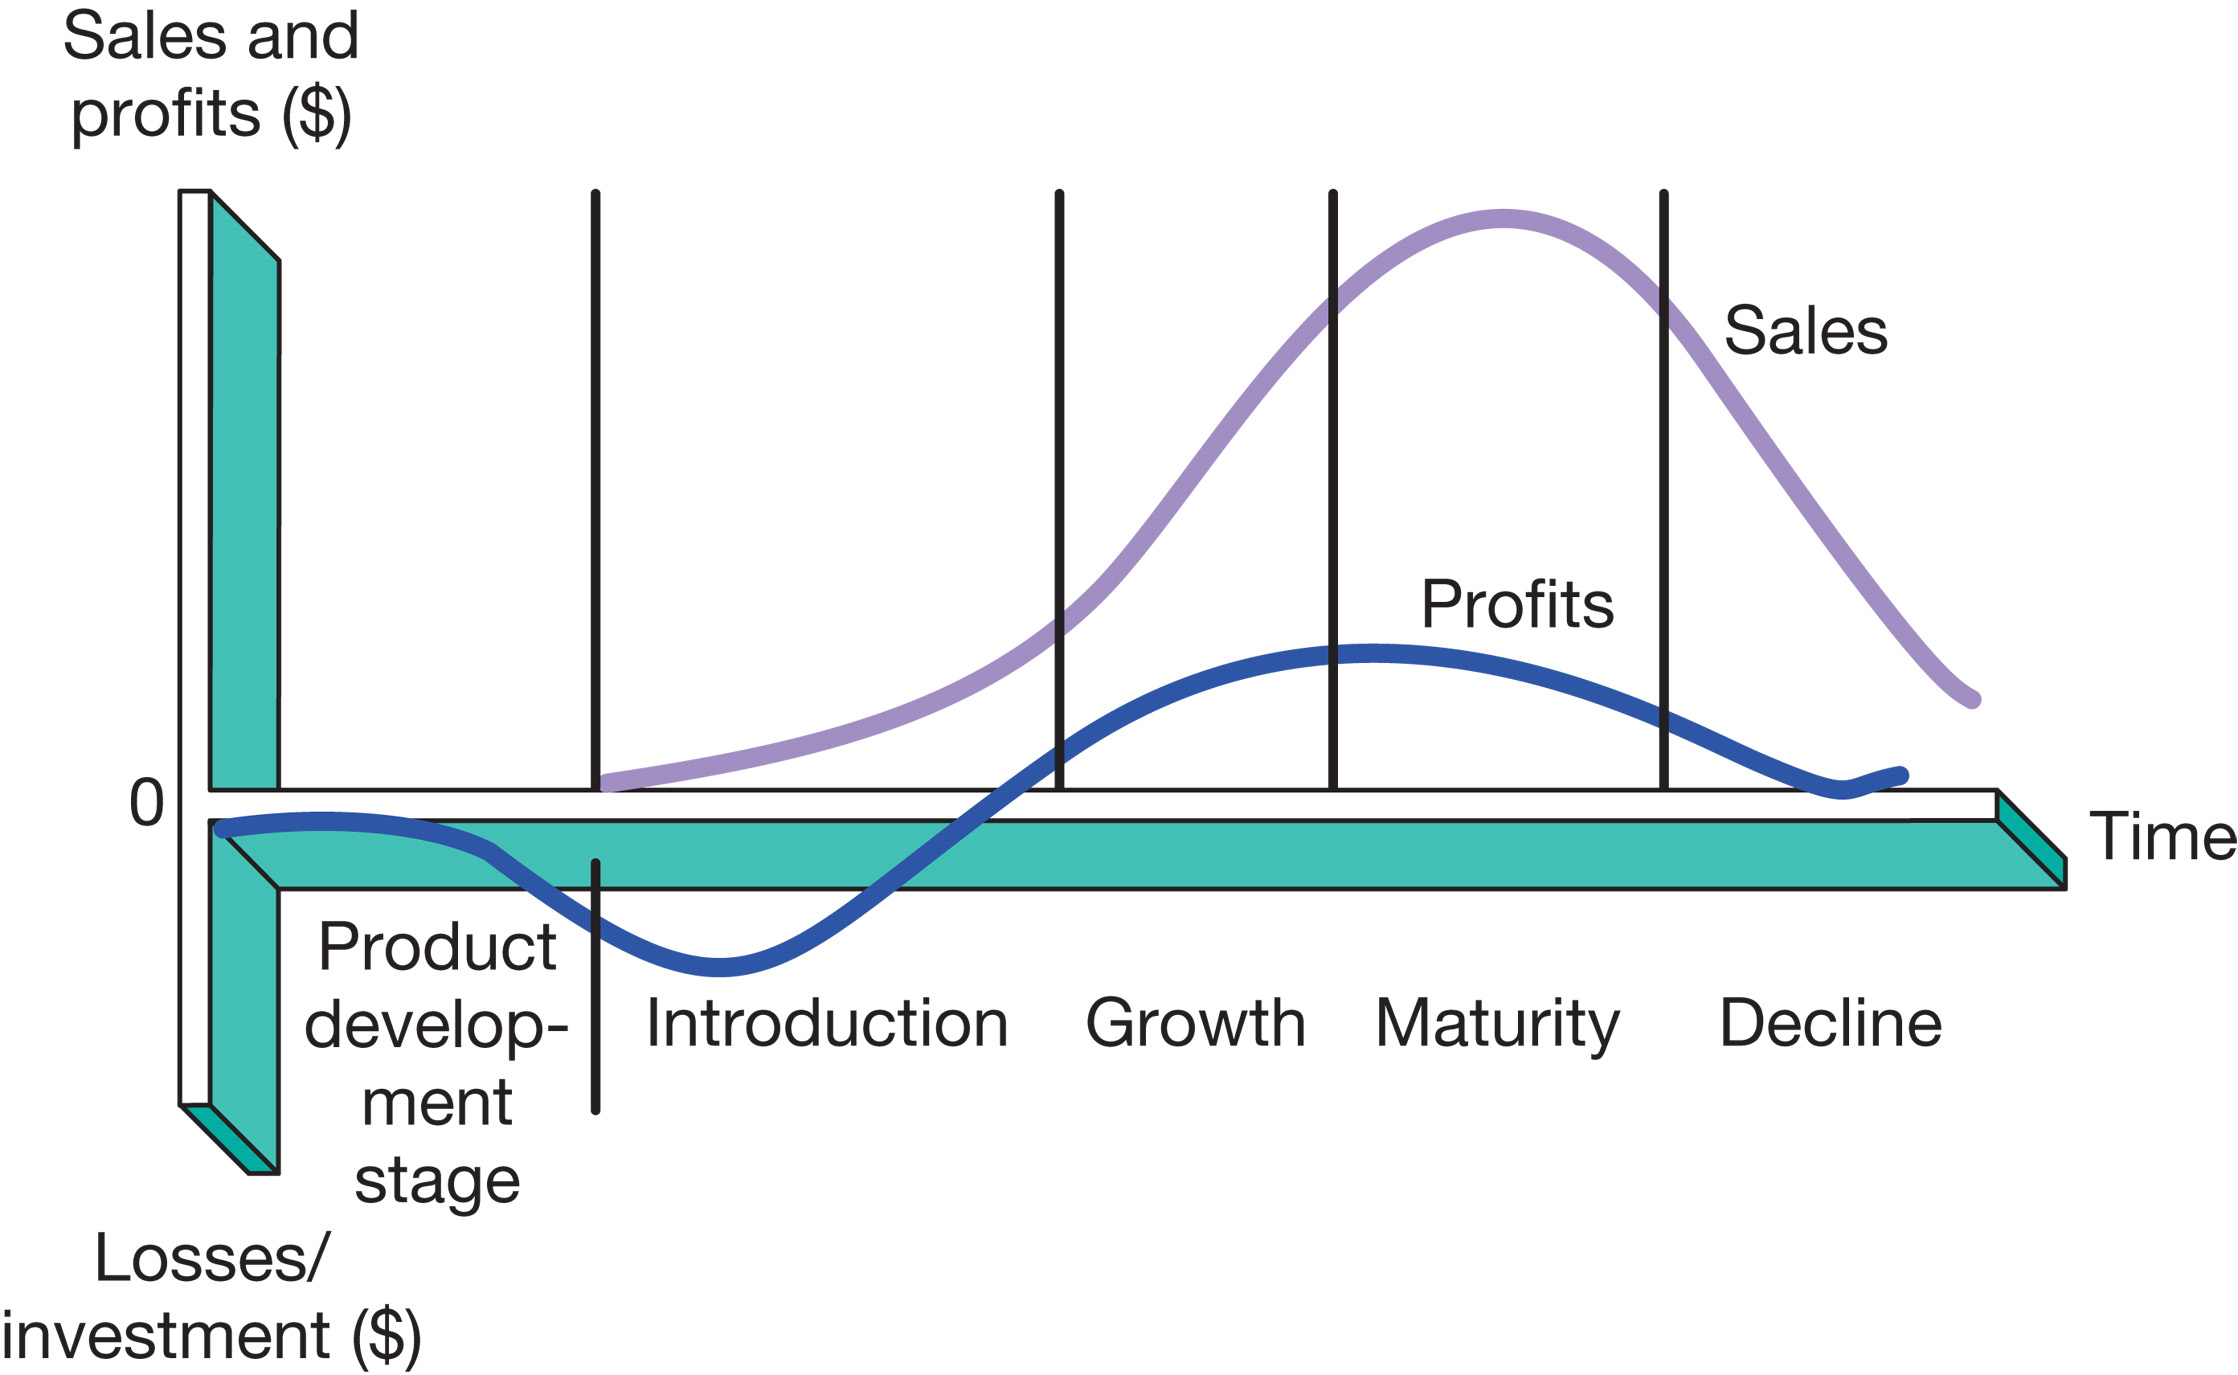 Sales and
profits ($)
Sales
Profits
0
Time
Product
develop-
ment
stage
Introduction
Growth
Maturity
Decline
Losses/
investment ($)